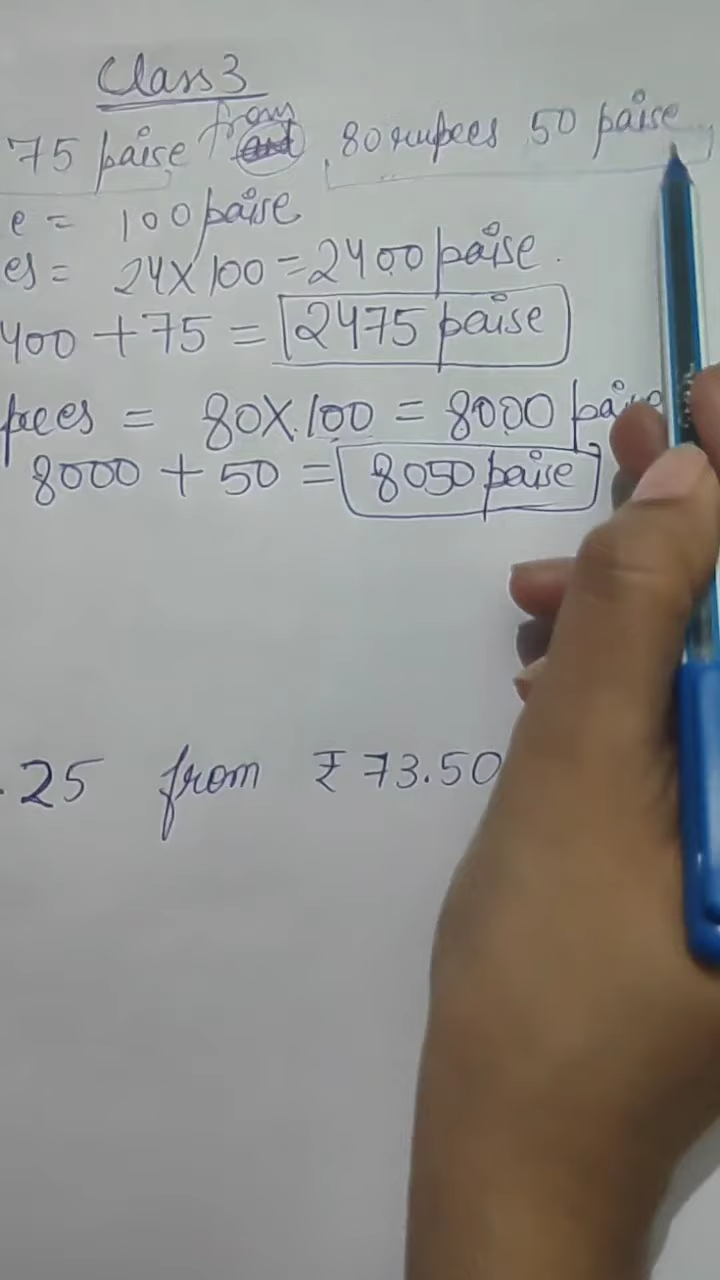 Class 3
75 paise from 80 rupees 50 paise
e = 100 paise
es = 24 X 100 = 2400 paise.
400 + 75 = 2475 paise
pees = 80 X 100 = 8000 pais
8000 + 50 = 8050 paise
.25 from ₹ 73.50